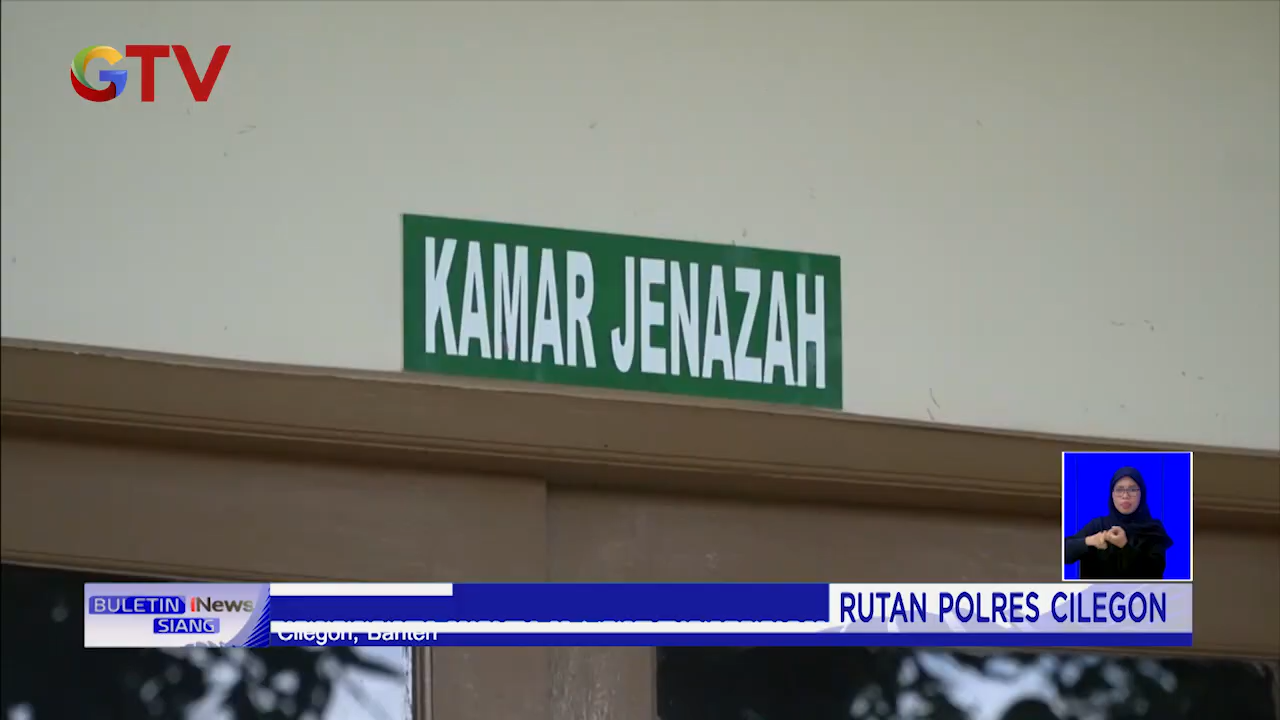 GTV
KAMAR JENAZAH
BULETIN iNews
SIANG
RUTAN POLRES CILEGON
Cilegon, Banten